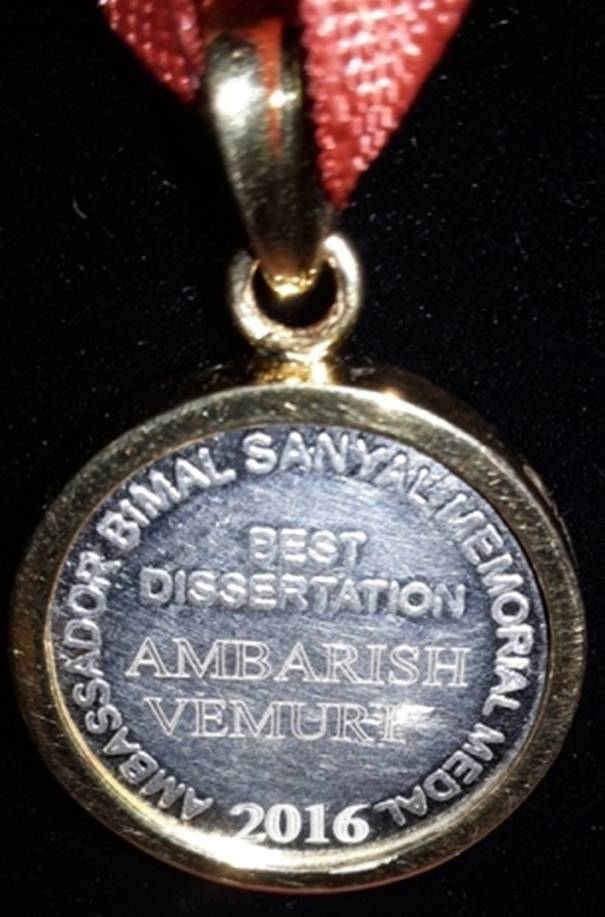 AMBASSADOR BIMAL SANYAL MEMORIAL MEDAL
BEST
DISSERTATION
AMBARISH
VEMURI
2016